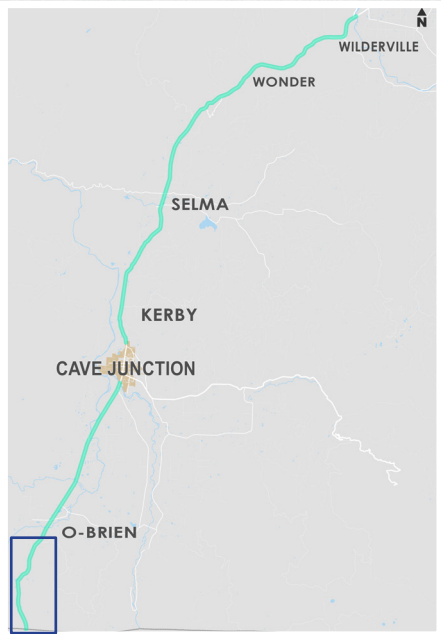 N
WILDERVILLE
WONDER
SELMA
KERBY
CAVE JUNCTION
O-BRIEN